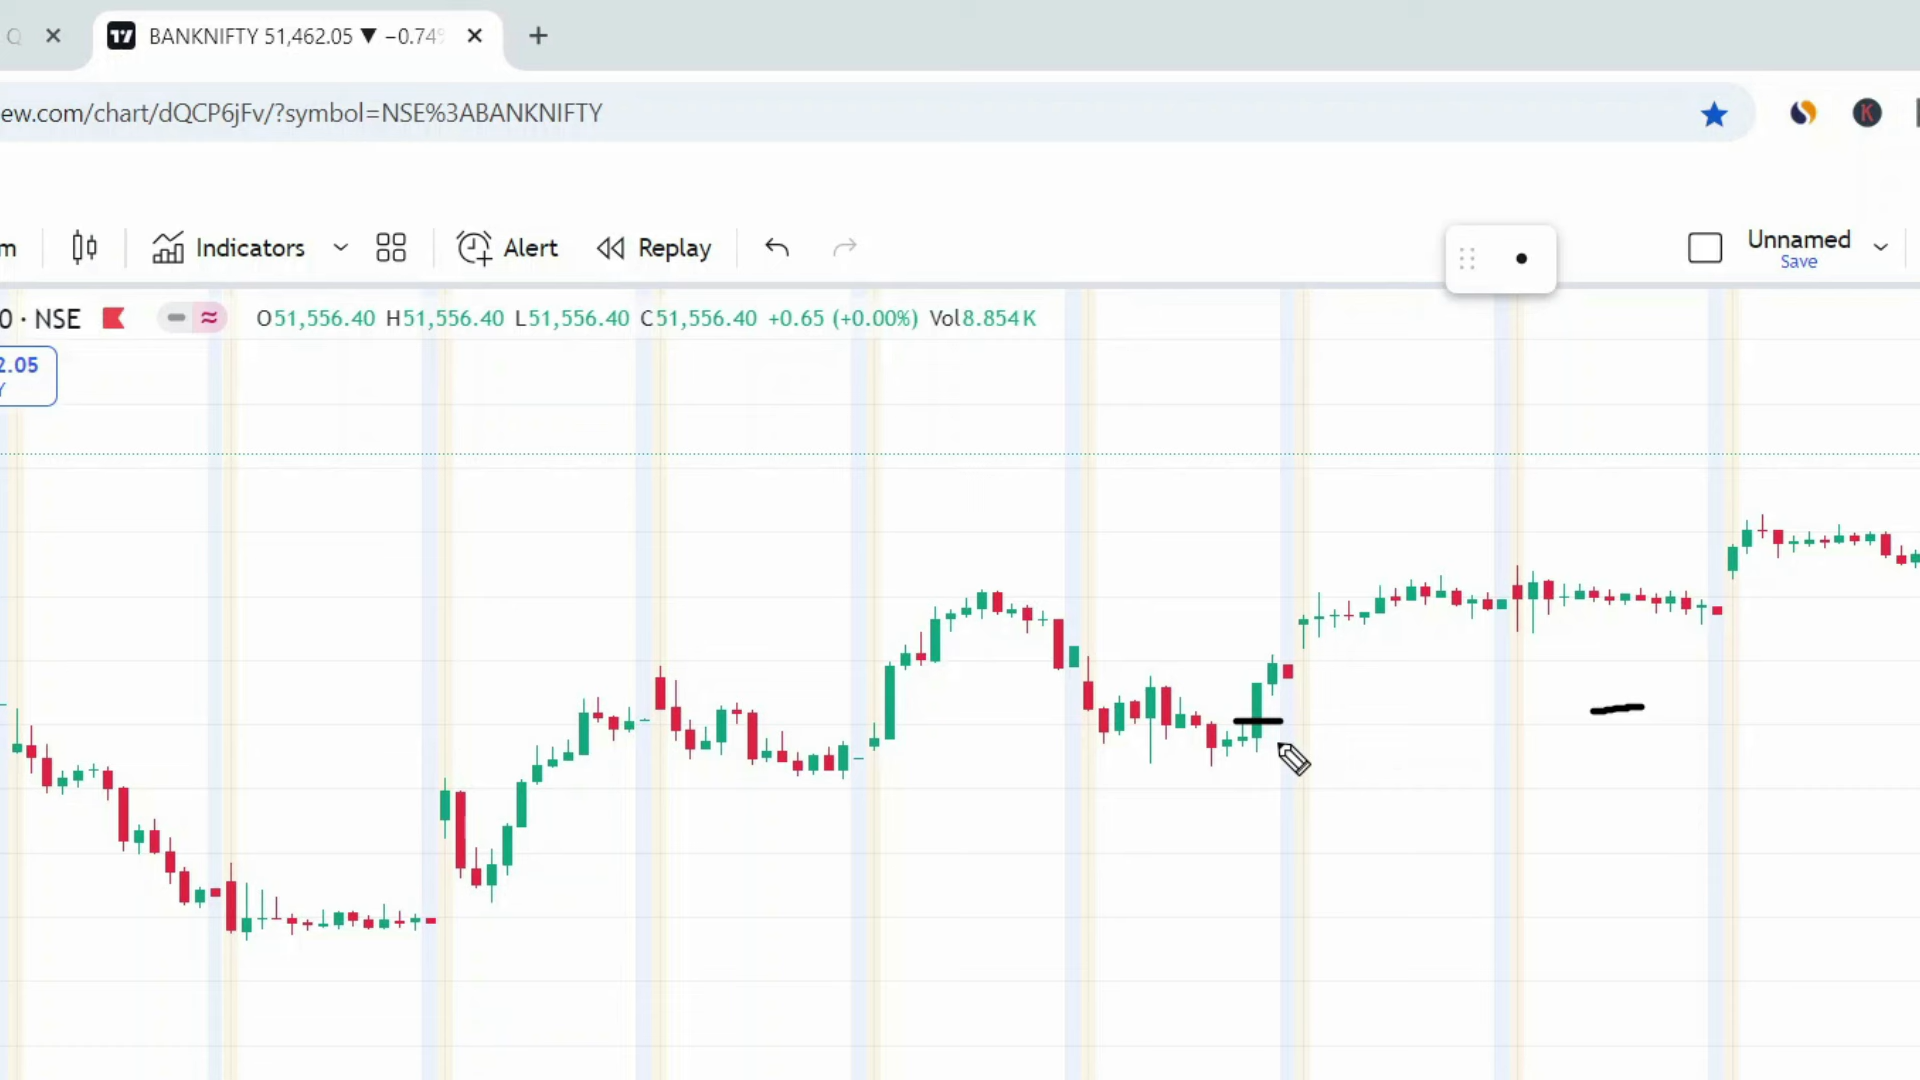 BANKNIFTY 51,462.05 ▼ −0.74%
ew.com/chart/dQCP6jFv/?symbol=NSE%3ABANKNIFTY
m Indicators Alert Replay Unnamed
Save
0 · NSE O51,556.40 H51,556.40 L51,556.40 C51,556.40 +0.65 (+0.00%) Vol8.854K
2.05
Y